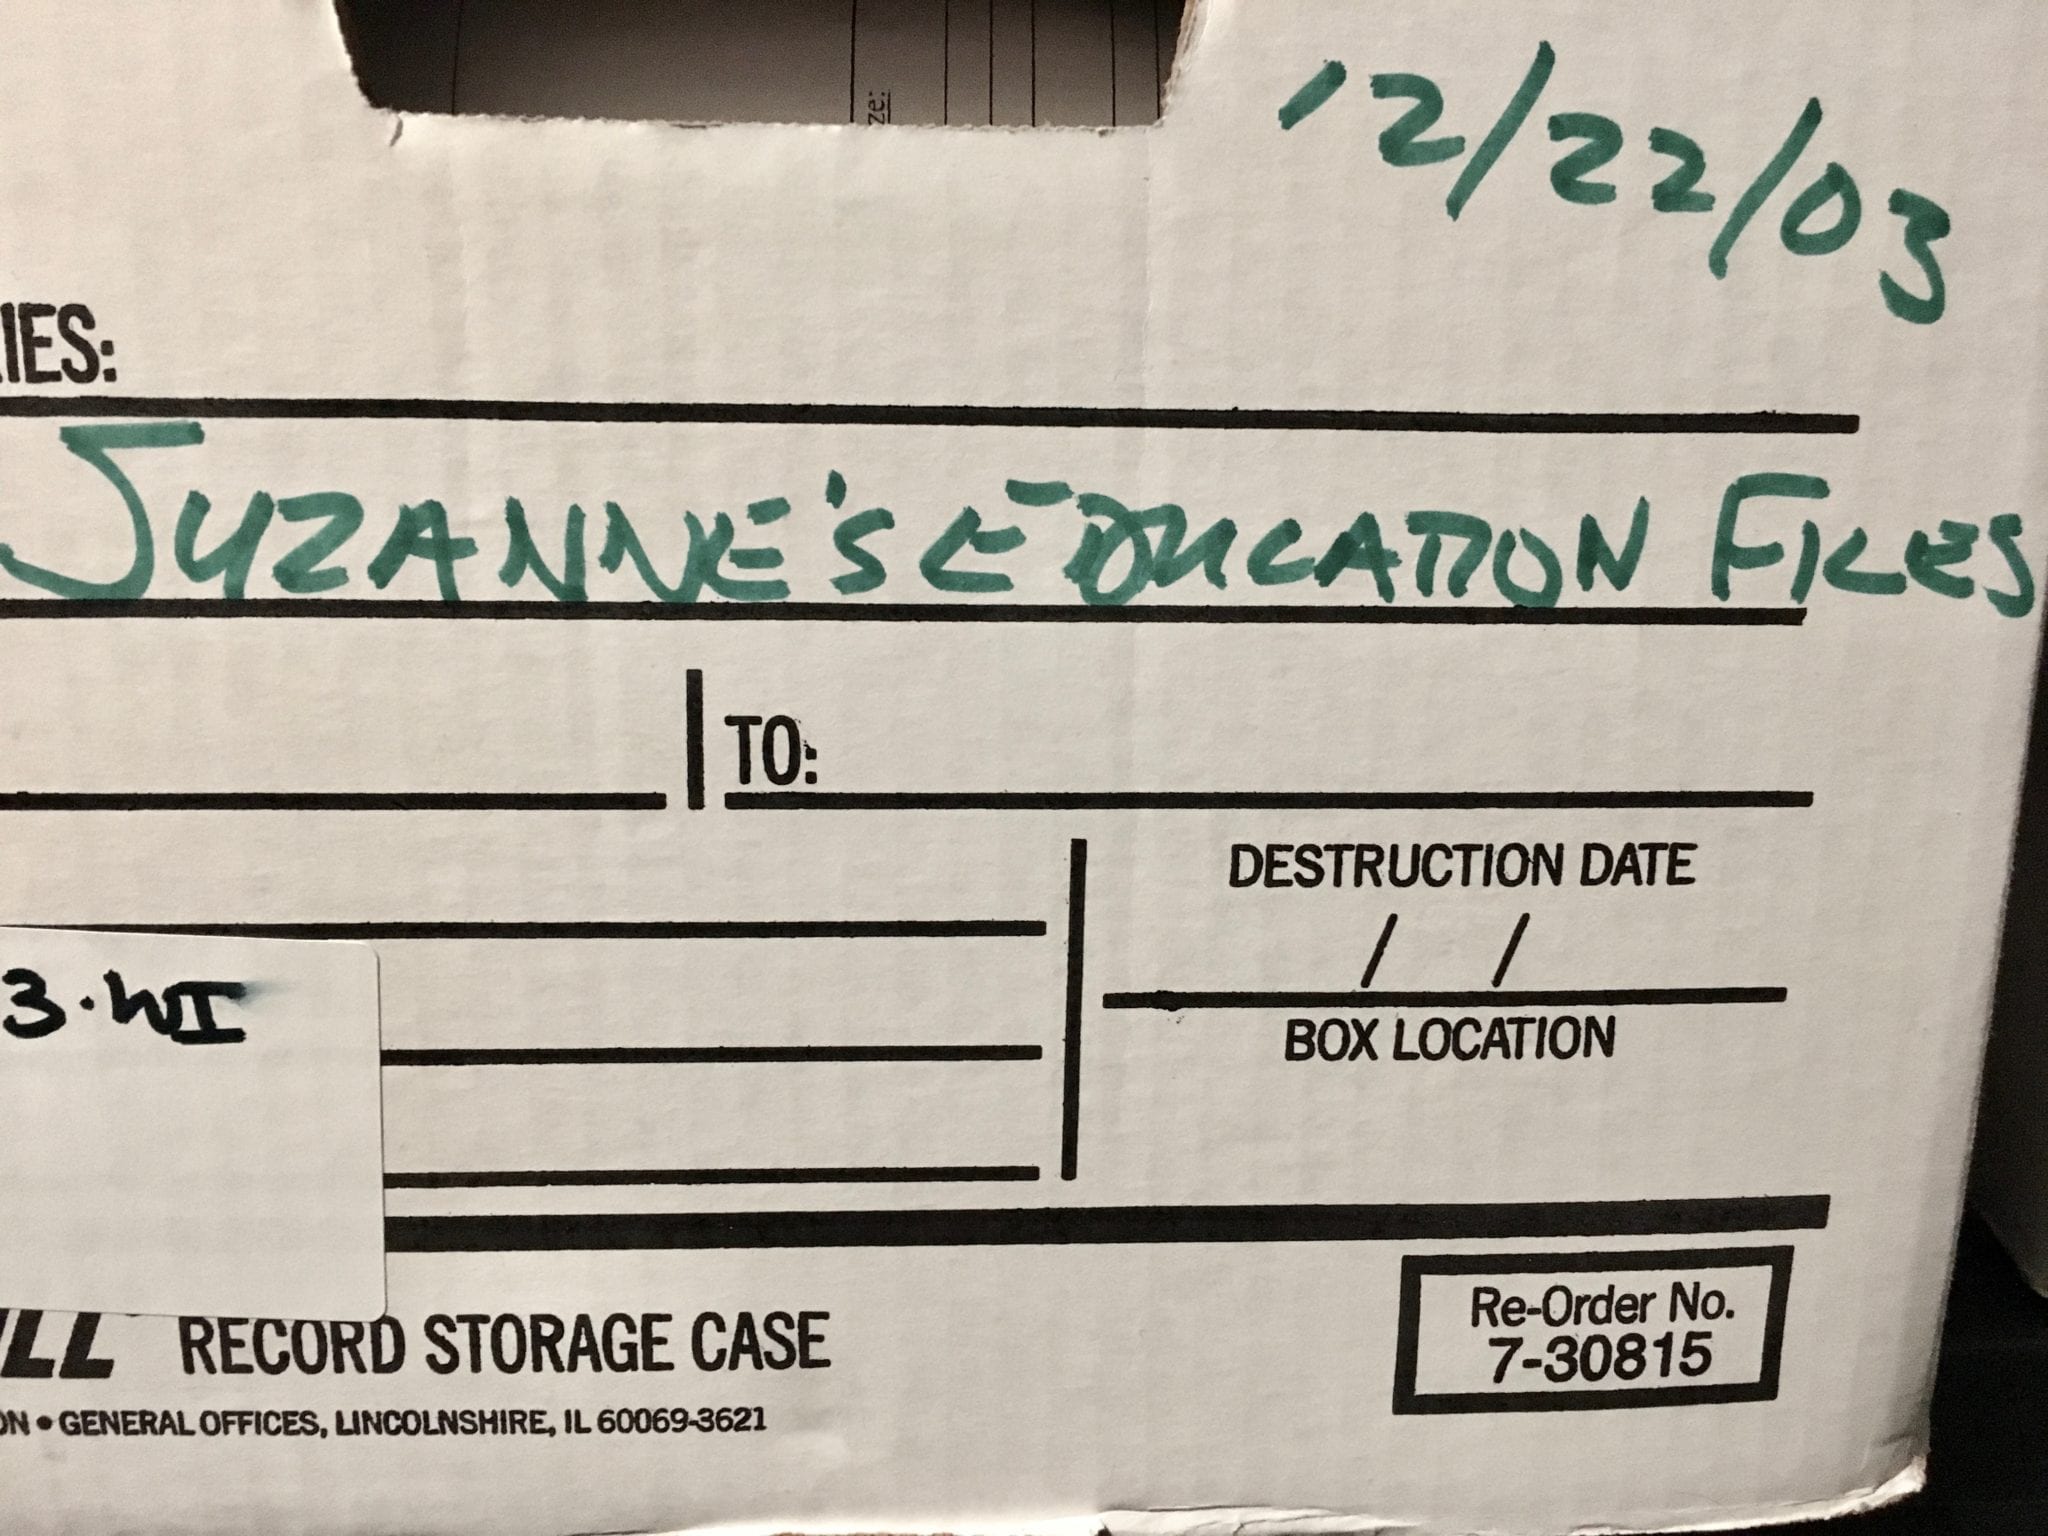 12/22/03
ze:
IES:
SUZANNE'S EDUCATION FILES
TO:
DESTRUCTION DATE
/ /
BOX LOCATION
3.WI
RECORD STORAGE CASE
Re-Order No.
7-30815
ON • GENERAL OFFICES, LINCOLNSHIRE, IL 60069-3621